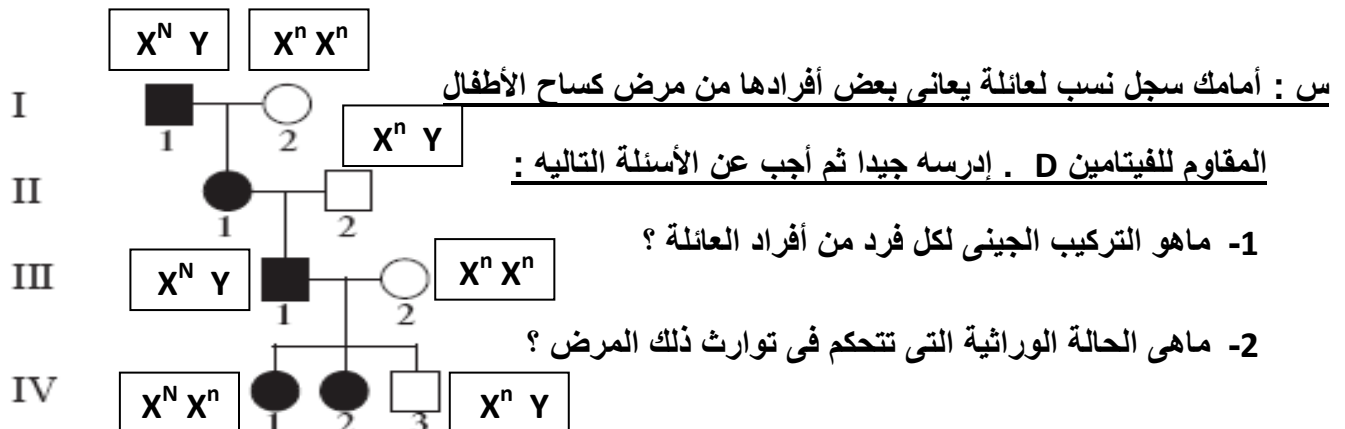 X^N Y
X^n X^n
س : أمامك سجل نسب لعائلة يعانى بعض أفرادها من مرض كساح الأطفال
I
1
2
X^n Y
المقاوم للفيتامين D . إدرسه جيدا ثم أجب عن الأسئلة التاليه :
II
1
2
1- ماهو التركيب الجينى لكل فرد من أفراد العائلة ؟
III
X^N Y
X^n X^n
1
2
2- ماهى الحالة الوراثية التى تتحكم فى توارث ذلك المرض ؟
IV
X^N X^n
X^n Y
1
2
3